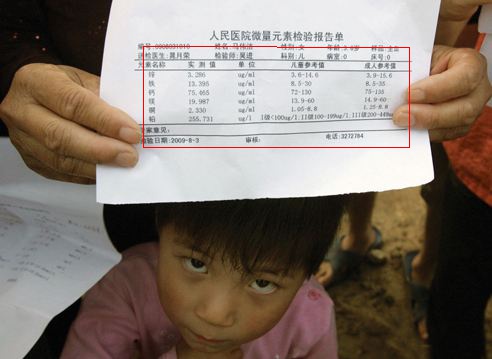 人民医院微量元素检验报告单
编号:0908031010 姓名:马倩洁 性别:女 年龄:3.0岁 样品:全血
送检医生:晁月荣 检验师:吴进 科别:儿 病室:0 床号:0
元素名称 实 测 值 单位 儿童参考值 成人参考值
锌 3.286 ug/ml 3.6-14.6 3.9-15.6
铁 13.395 ug/ml 8.5-30 8.5-35
钙 75.465 ug/ml 72-130 75-135
镁 19.987 ug/ml 13.9-60 14.9-60
铜 2.330 ug/ml 1.05-8.8 1.25-8.8
铅 255.731 ug/l I级<100ug/l.II级100-199ug/l.III级200-449ug
专家意见:
检验日期:2009-8-3 审核: 电话:3272784